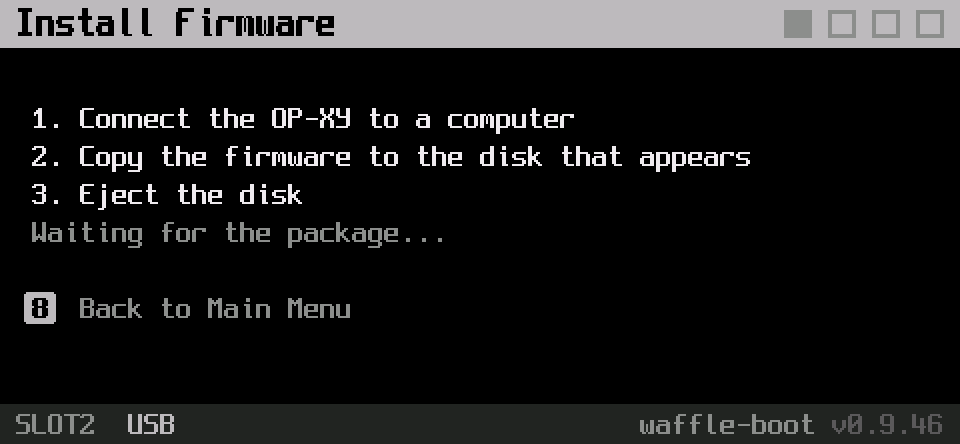 Install Firmware
1. Connect the OP-XY to a computer
2. Copy the firmware to the disk that appears
3. Eject the disk
Waiting for the package...
8 Back to Main Menu
SLOT2 USB waffle-boot v0.9.46